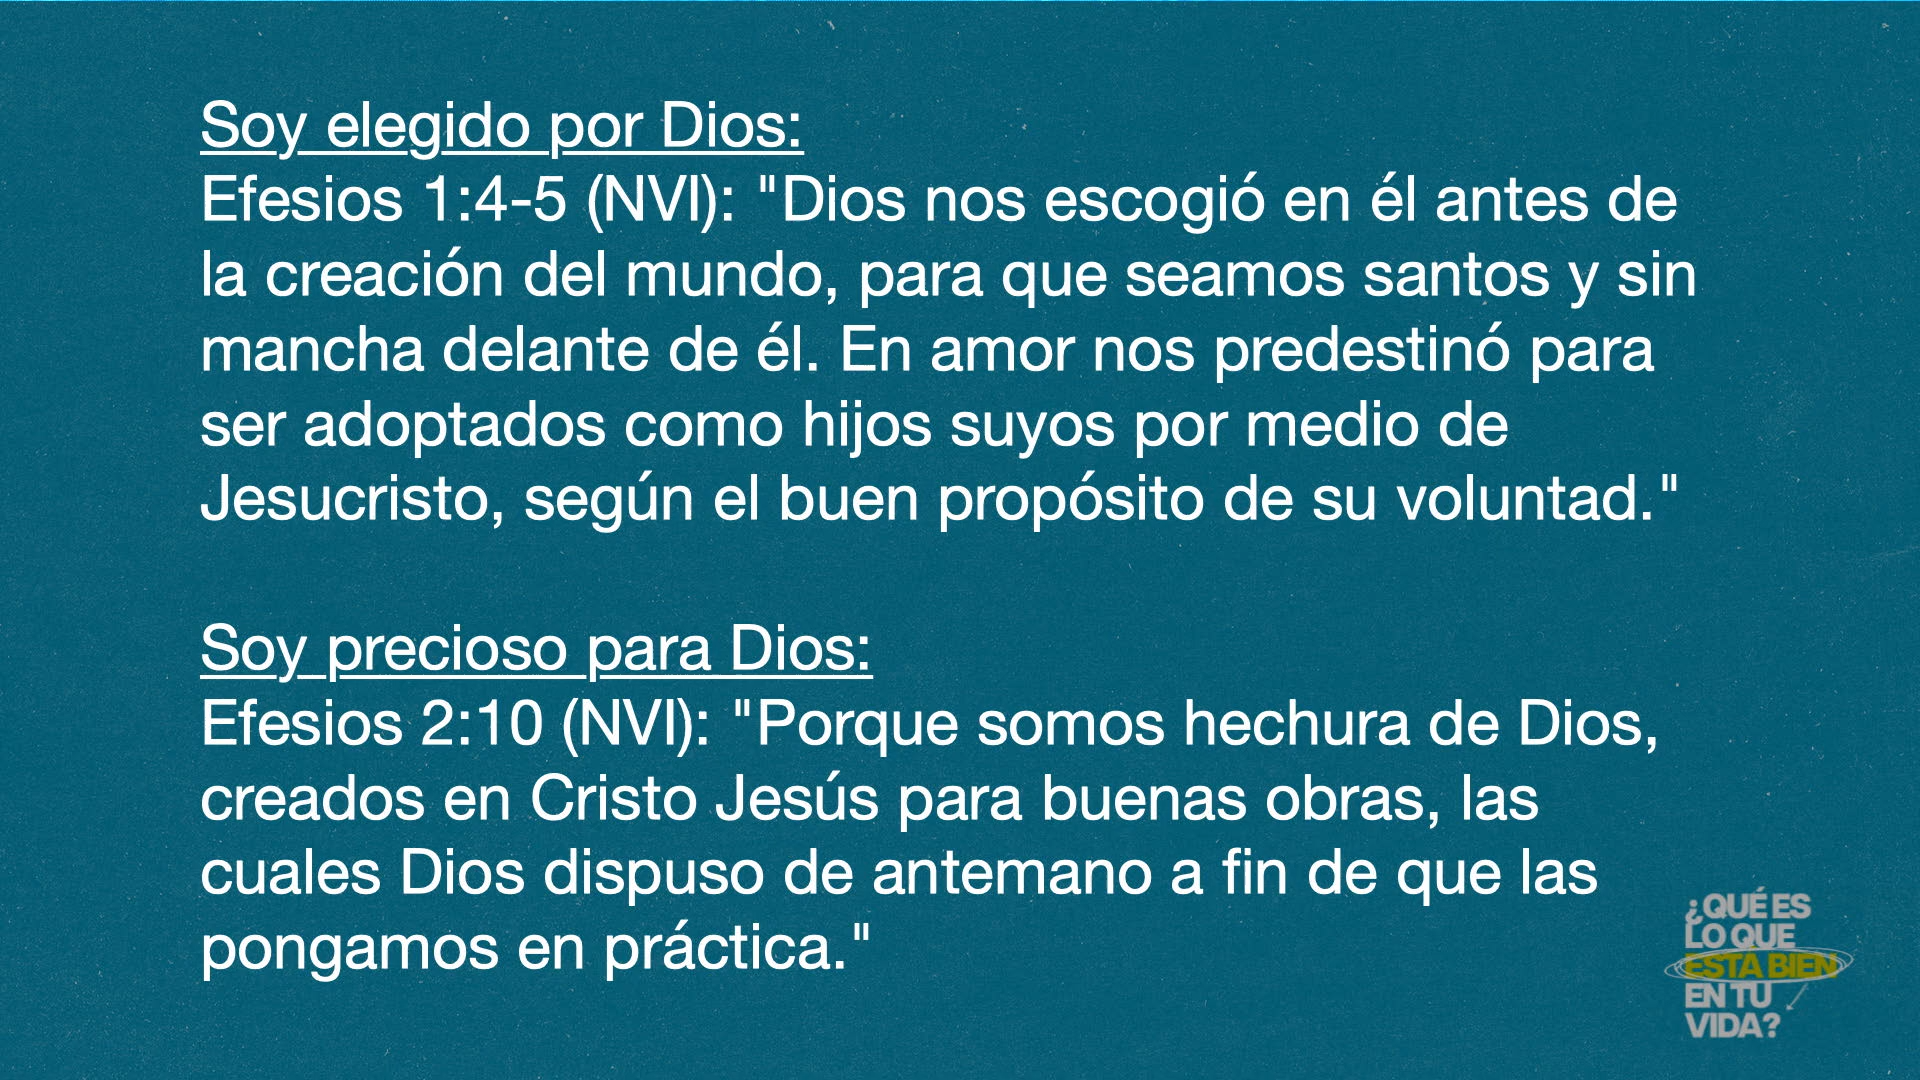 Soy elegido por Dios:
Efesios 1:4-5 (NVI): "Dios nos escogió en él antes de
la creación del mundo, para que seamos santos y sin
mancha delante de él. En amor nos predestinó para
ser adoptados como hijos suyos por medio de
Jesucristo, según el buen propósito de su voluntad."
Soy precioso para Dios:
Efesios 2:10 (NVI): "Porque somos hechura de Dios,
creados en Cristo Jesús para buenas obras, las
cuales Dios dispuso de antemano a fin de que las
pongamos en práctica."
¿QUÉ ES
LO QUE
ESTÁ BIEN
EN TU
VIDA?